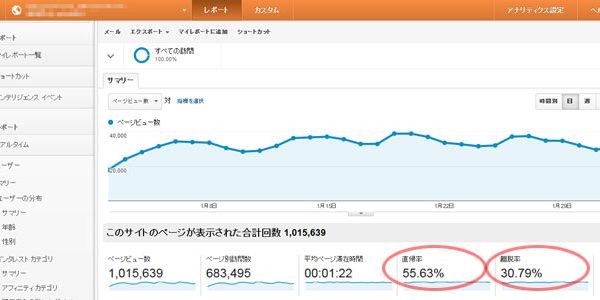 レポート
カスタム
アナリティクス設定
ヘル
ポート
メール エクスポート マイレポートに追加 ショートカット
イレポート一覧
すべての訪問
100.00%
ョートカット
サマリー
ンテリジェンス イベント
ページビュー数 対 指標を選択
時間別 日 週
ページビュー数
ポート
40,000
アルタイム
20,000
ーザー
マリー
ーザーの分布
サマリー
年齢
性別
1月8日 1月15日 1月22日 1月29日
このサイトのページが表示された合計回数 1,015,639
ンタレスト カテゴリ
サマリー
アフィニティ カテゴリ
ページビュー数 ページ別訪問数 平均ページ滞在時間 直帰率 離脱率
1,015,639 683,495 00:01:22 55.63% 30.79%